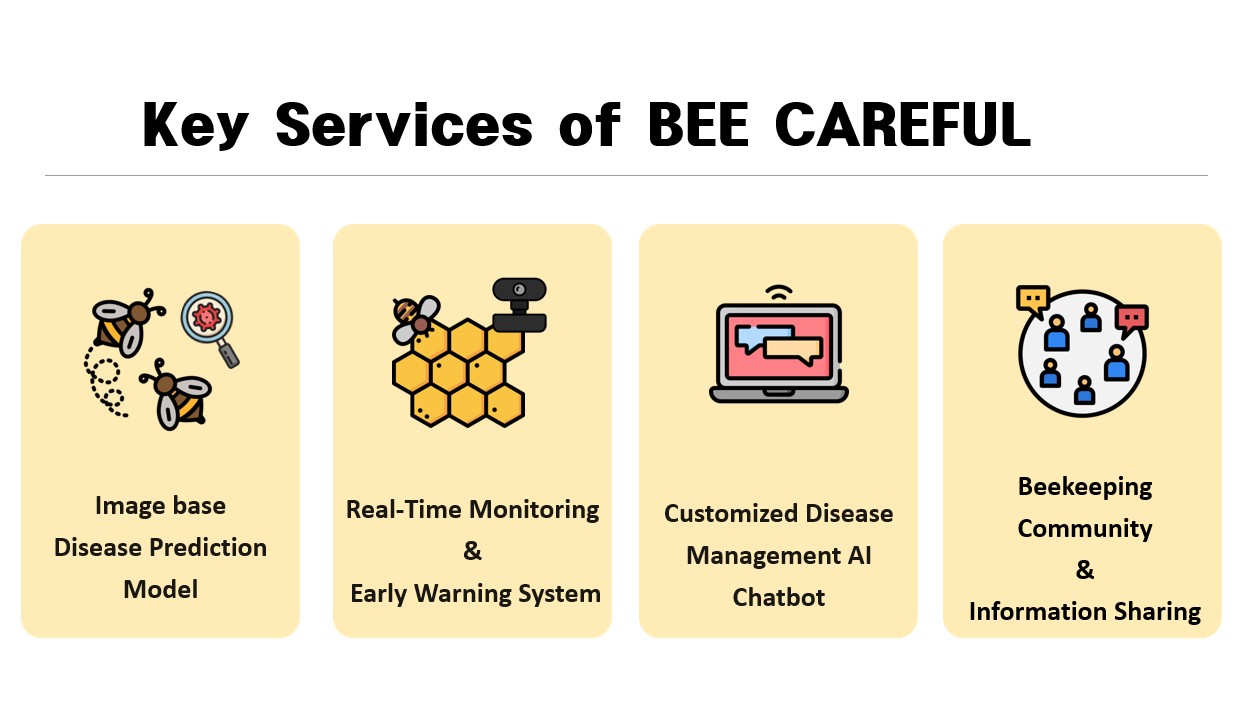 Key Services of BEE CAREFUL
Image base
Disease Prediction
Model
Real-Time Monitoring
&
Early Warning System
Customized Disease
Management AI
Chatbot
Beekeeping
Community
&
Information Sharing